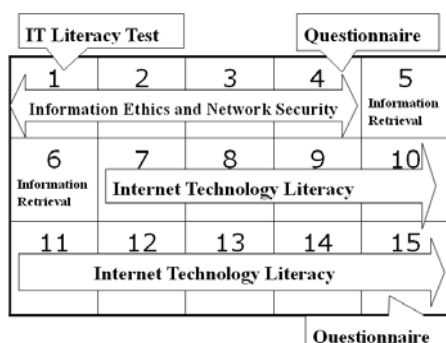 IT Literacy Test
Questionnaire
1 2 3 4 5
Information Ethics and Network Security
Information
Retrieval
6 7 8 9 10
Information
Retrieval
Internet Technology Literacy
11 12 13 14 15
Internet Technology Literacy
Questionnaire